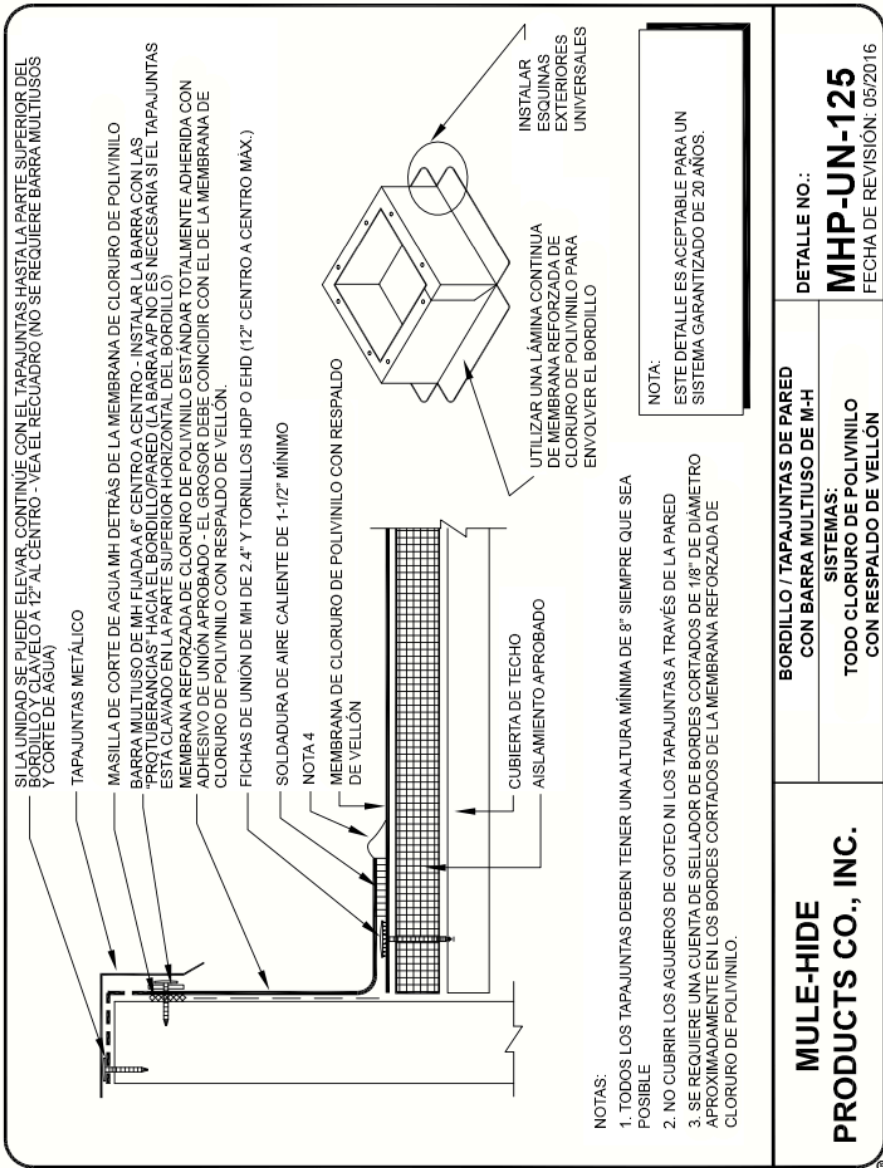 SI LA UNIDAD SE PUEDE ELEVAR, CONTINÚE CON EL TAPAJUNTAS HASTA LA PARTE SUPERIOR DEL
BORDILLO Y CLAVELO A 12" AL CENTRO - VEA EL RECUADRO (NO SE REQUIERE BARRA MULTIUSOS
Y CORTE DE AGUA)
TAPAJUNTAS METÁLICO
MASILLA DE CORTE DE AGUA MH DETRÁS DE LA MEMBRANA DE CLORURO DE POLIVINILO
BARRA MULTIUSO DE MH FIJADA A 6" CENTRO A CENTRO - INSTALAR LA BARRA CON LAS
"PROTUBERANCIAS" HACIA EL BORDILLO/PARED (LA BARRA A/P NO ES NECESARIA SI EL TAPAJUNTAS
ESTÁ CLAVADO EN LA PARTE SUPERIOR HORIZONTAL DEL BORDILLO)
MEMBRANA REFORZADA DE CLORURO DE POLIVINILO ESTÁNDAR TOTALMENTE ADHERIDA CON
ADHESIVO DE UNIÓN APROBADO - EL GROSOR DEBE COINCIDIR CON EL DE LA MEMBRANA DE
CLORURO DE POLIVINILO CON RESPALDO DE VELLÓN.
FICHAS DE UNIÓN DE MH DE 2.4" Y TORNILLOS HDP O EHD (12" CENTRO A CENTRO MÁX.)
SOLDADURA DE AIRE CALIENTE DE 1-1/2" MÍNIMO
NOTA 4
MEMBRANA DE CLORURO DE POLIVINILO CON RESPALDO
DE VELLÓN
CUBIERTA DE TECHO
AISLAMIENTO APROBADO
UTILIZAR UNA LÁMINA CONTINUA
DE MEMBRANA REFORZADA DE
CLORURO DE POLIVINILO PARA
ENVOLVER EL BORDILLO
INSTALAR
ESQUINAS
EXTERIORES
UNIVERSALES
NOTAS:
1. TODOS LOS TAPAJUNTAS DEBEN TENER UNA ALTURA MÍNIMA DE 8" SIEMPRE QUE SEA
POSIBLE
2. NO CUBRIR LOS AGUJEROS DE GOTEO NI LOS TAPAJUNTAS A TRAVÉS DE LA PARED
3. SE REQUIERE UNA CUENTA DE SELLADOR DE BORDES CORTADOS DE 1/8" DE DIÁMETRO
APROXIMADAMENTE EN LOS BORDES CORTADOS DE LA MEMBRANA REFORZADA DE
CLORURO DE POLIVINILO.
NOTA:
ESTE DETALLE ES ACEPTABLE PARA UN
SISTEMA GARANTIZADO DE 20 AÑOS.
MULE-HIDE
PRODUCTS CO., INC.
BORDILLO / TAPAJUNTAS DE PARED
CON BARRA MULTIUSO DE M-H
SISTEMAS:
TODO CLORURO DE POLIVINILO
CON RESPALDO DE VELLÓN
DETALLE NO.:
MHP-UN-125
FECHA DE REVISIÓN: 05/2016